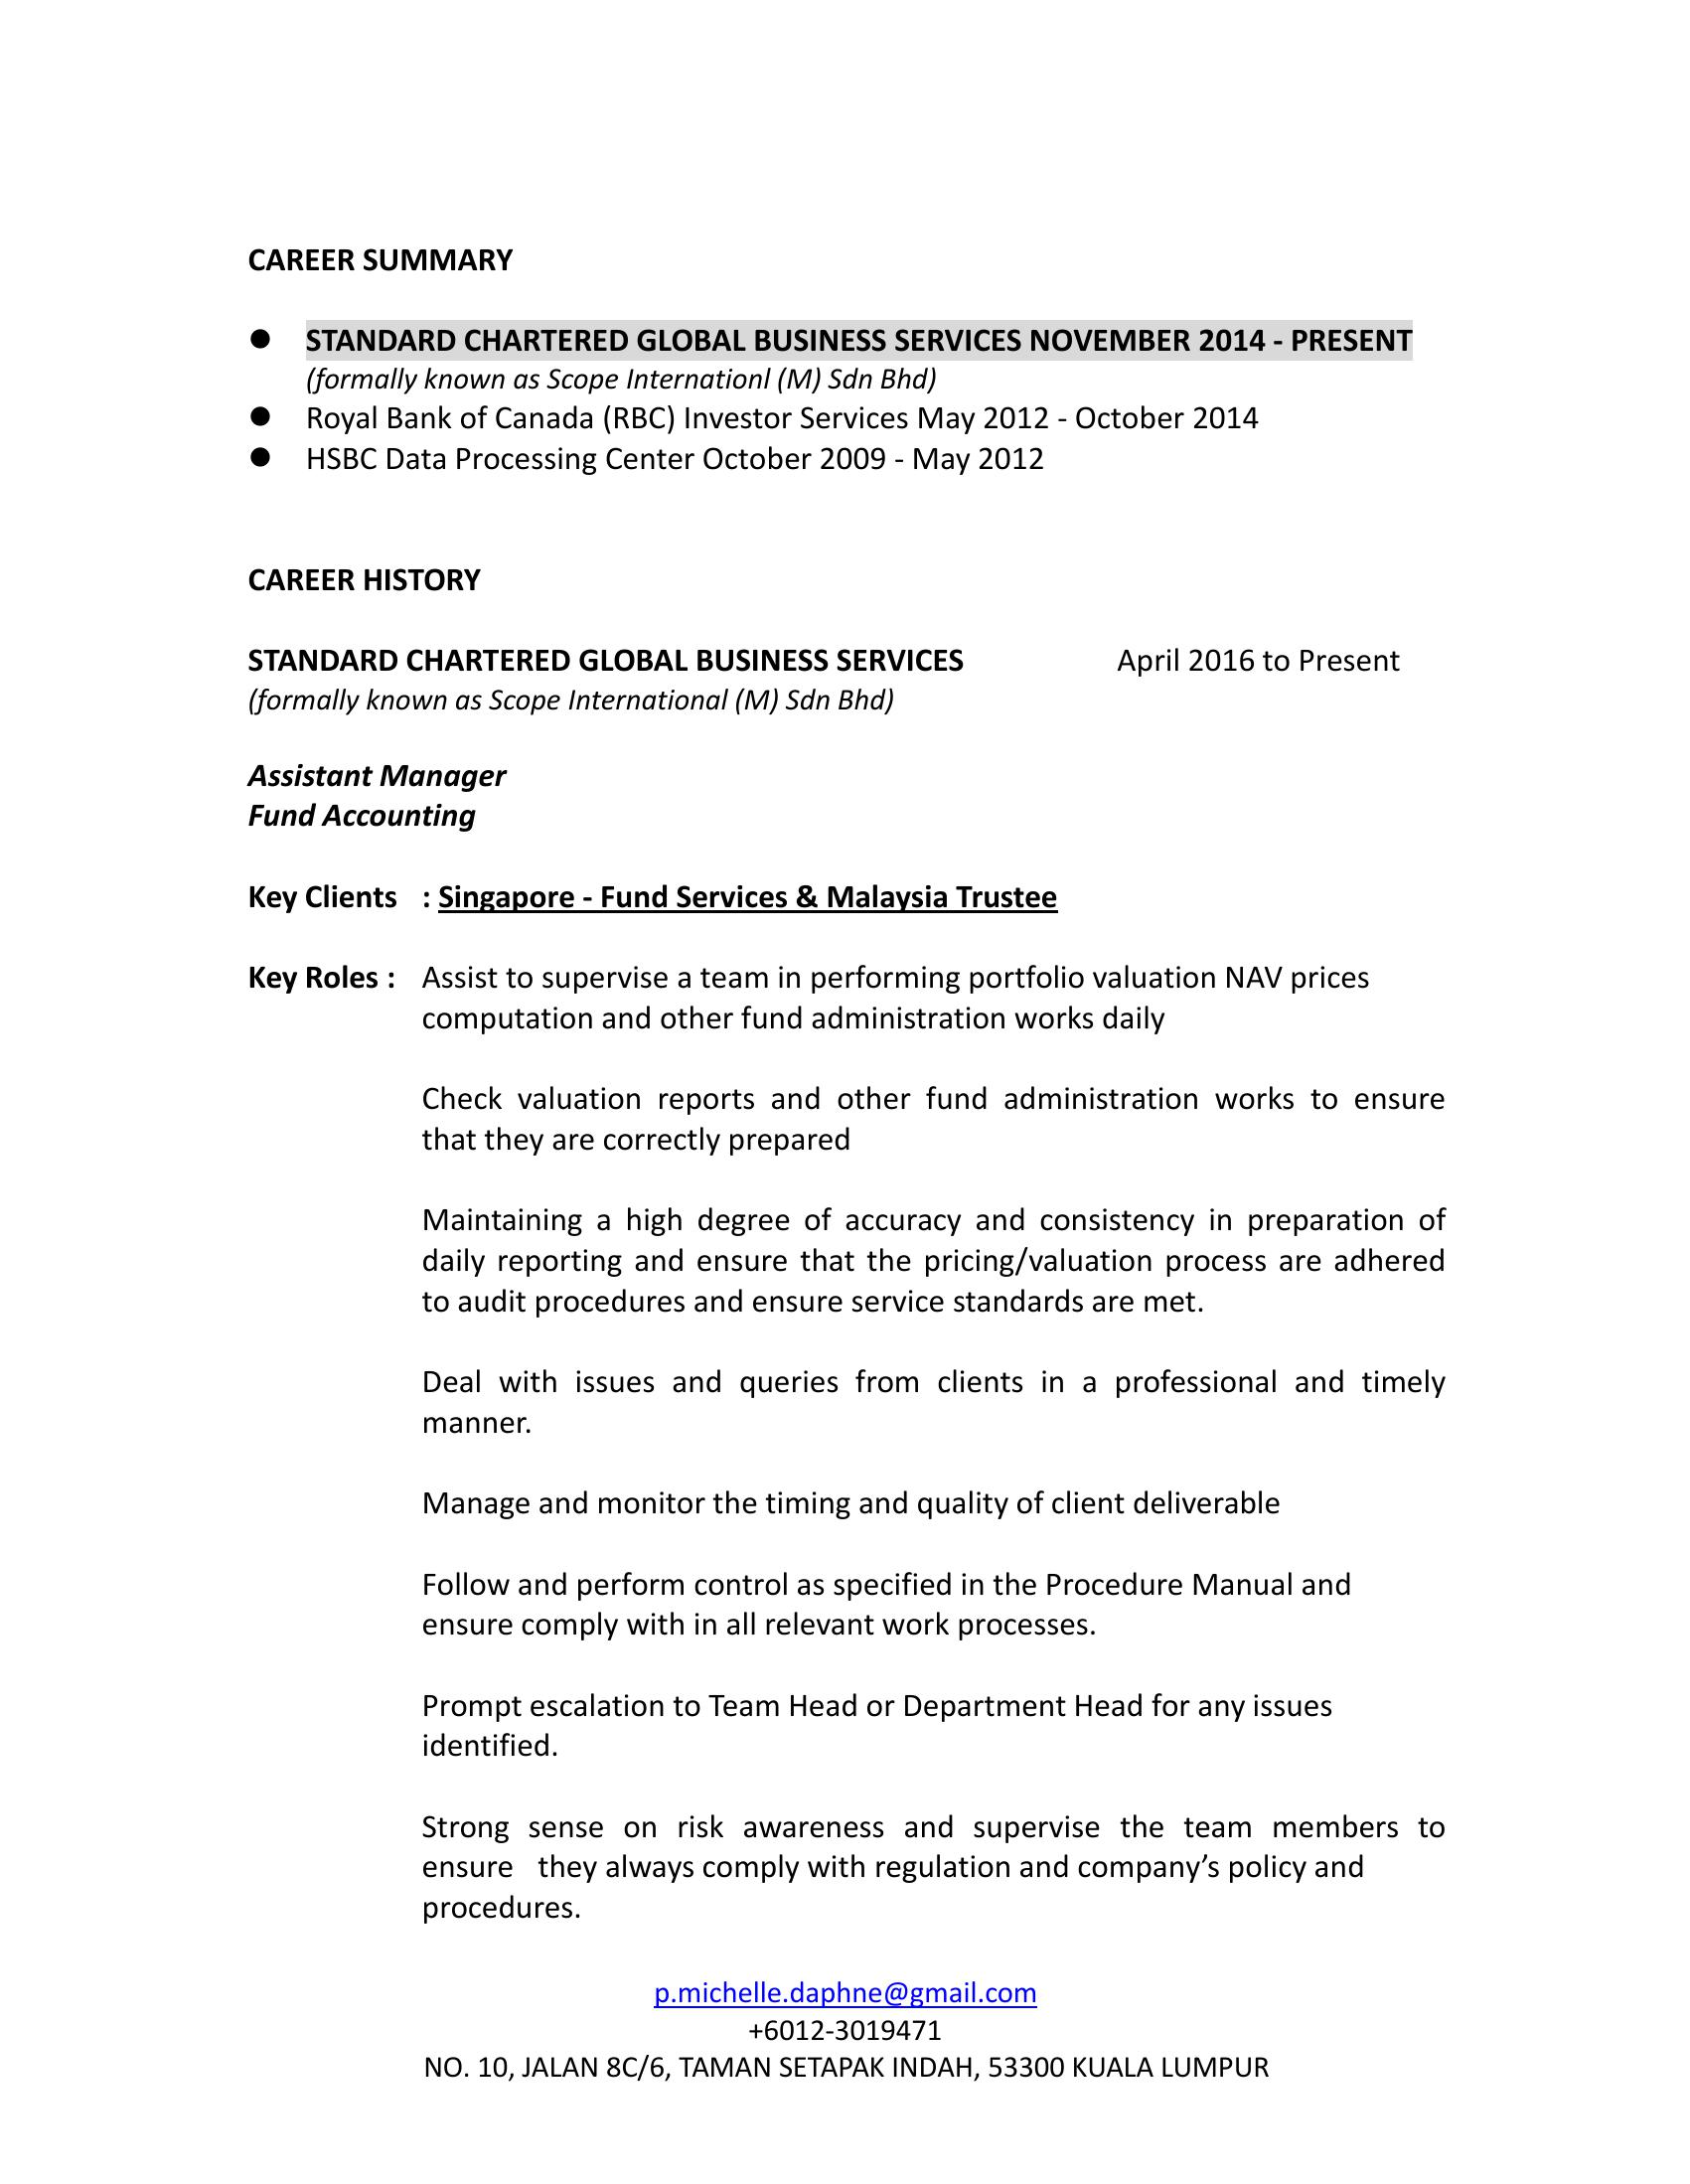 CAREER SUMMARY
● STANDARD CHARTERED GLOBAL BUSINESS SERVICES NOVEMBER 2014 - PRESENT
(formally known as Scope Internationl (M) Sdn Bhd)
● Royal Bank of Canada (RBC) Investor Services May 2012 - October 2014
● HSBC Data Processing Center October 2009 - May 2012
CAREER HISTORY
STANDARD CHARTERED GLOBAL BUSINESS SERVICES April 2016 to Present
(formally known as Scope International (M) Sdn Bhd)
Assistant Manager
Fund Accounting
Key Clients : Singapore - Fund Services & Malaysia Trustee
Key Roles : Assist to supervise a team in performing portfolio valuation NAV prices
computation and other fund administration works daily
Check valuation reports and other fund administration works to ensure
that they are correctly prepared
Maintaining a high degree of accuracy and consistency in preparation of
daily reporting and ensure that the pricing/valuation process are adhered
to audit procedures and ensure service standards are met.
Deal with issues and queries from clients in a professional and timely
manner.
Manage and monitor the timing and quality of client deliverable
Follow and perform control as specified in the Procedure Manual and
ensure comply with in all relevant work processes.
Prompt escalation to Team Head or Department Head for any issues
identified.
Strong sense on risk awareness and supervise the team members to
ensure they always comply with regulation and company’s policy and
procedures.
p.michelle.daphne@gmail.com
+6012-3019471
NO. 10, JALAN 8C/6, TAMAN SETAPAK INDAH, 53300 KUALA LUMPUR